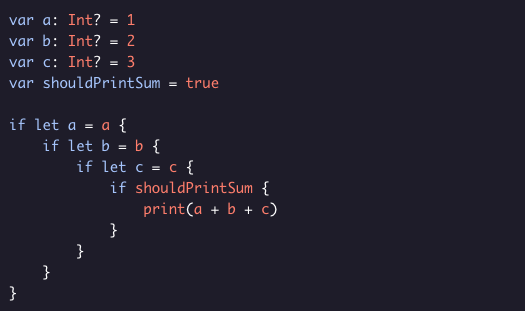 var a: Int? = 1
var b: Int? = 2
var c: Int? = 3
var shouldPrintSum = true

if let a = a {
    if let b = b {
        if let c = c {
            if shouldPrintSum {
                print(a + b + c)
            }
        }
    }
}